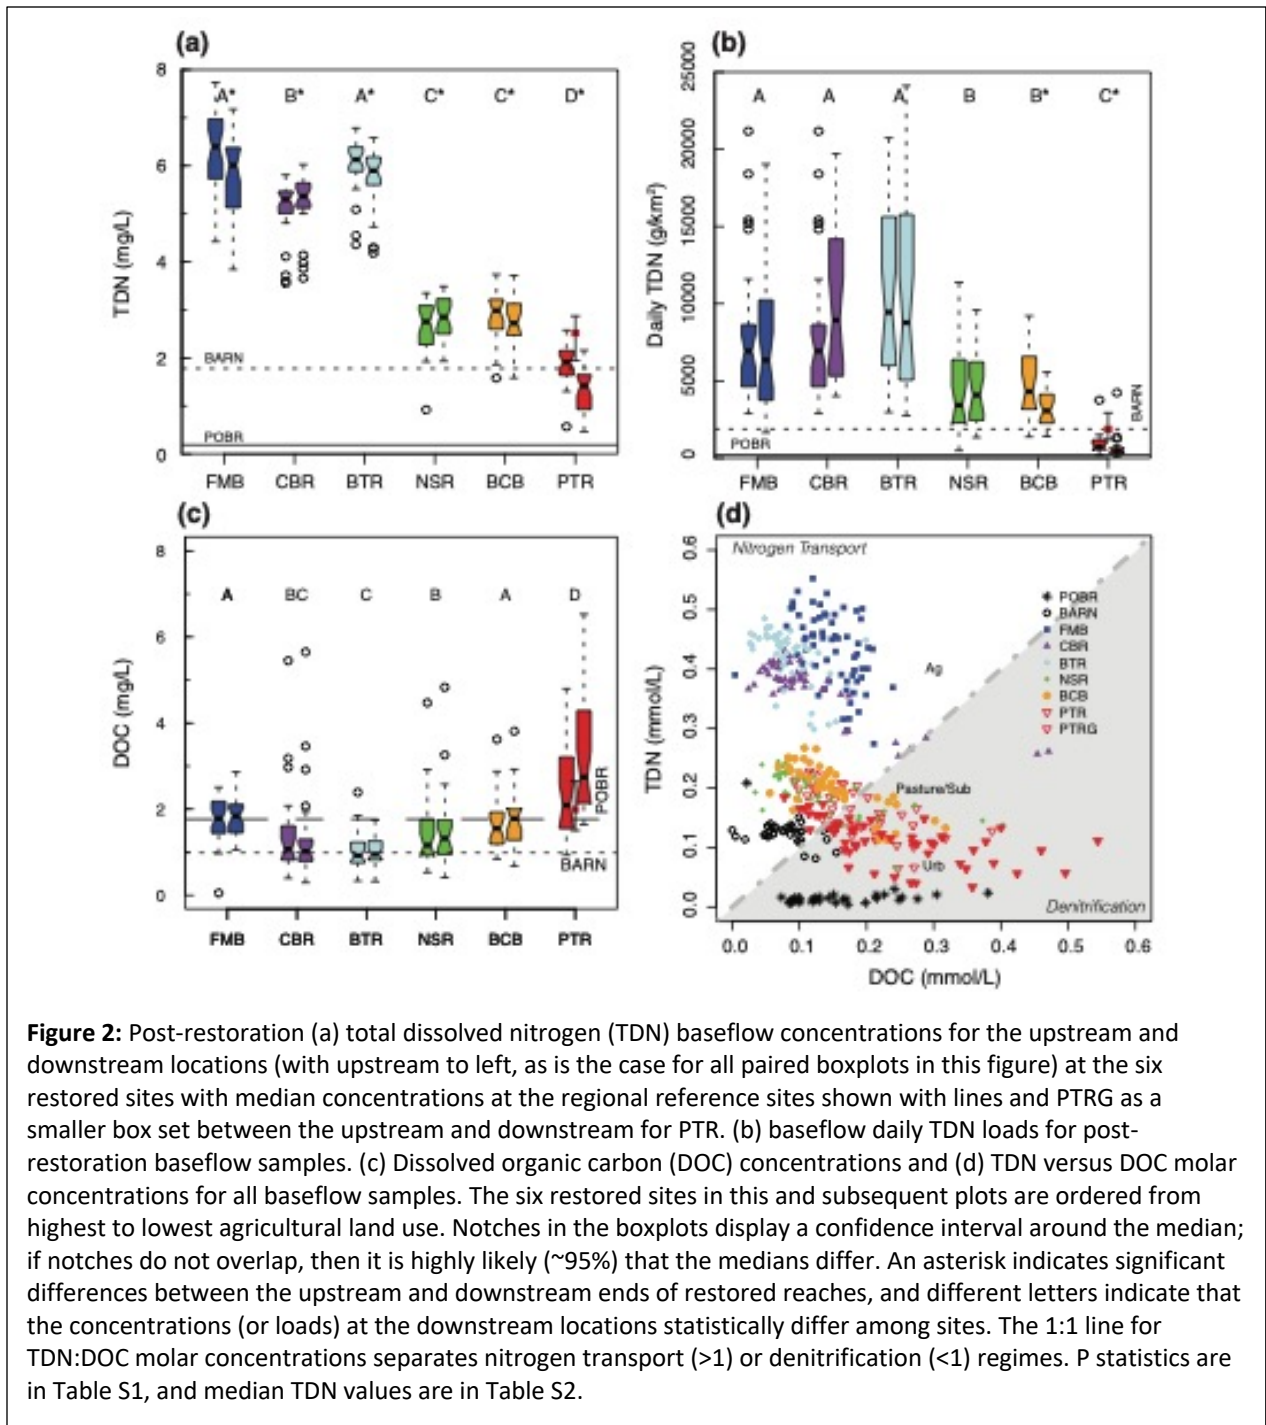 (a)
8
6
4
2
0
TDN (mg/L)
A* B* A* C* C* D*
BARN
POBR
FMB CBR BTR NSR BCB PTR
(b)
25000
20000
15000
10000
5000
0
Daily TDN (g/km²)
A A A B B* C*
BARN
POBR
FMB CBR BTR NSR BCB PTR
(c)
8
6
4
2
0
DOC (mg/L)
A BC C B A D
POBR
BARN
FMB CBR BTR NSR BCB PTR
(d)
0.6
0.5
0.4
0.3
0.2
0.1
0.0
TDN (mmol/L)
Nitrogen Transport
POBR
BARN
FMB
CBR
BTR
NSR
BCB
PTR
PTRG
Ag
Pasture/Sub
Urb
Denitrification
0.0 0.1 0.2 0.3 0.4 0.5 0.6
DOC (mmol/L)
Figure 2: Post-restoration (a) total dissolved nitrogen (TDN) baseflow concentrations for the upstream and
downstream locations (with upstream to left, as is the case for all paired boxplots in this figure) at the six
restored sites with median concentrations at the regional reference sites shown with lines and PTRG as a
smaller box set between the upstream and downstream for PTR. (b) baseflow daily TDN loads for post-
restoration baseflow samples. (c) Dissolved organic carbon (DOC) concentrations and (d) TDN versus DOC molar
concentrations for all baseflow samples. The six restored sites in this and subsequent plots are ordered from
highest to lowest agricultural land use. Notches in the boxplots display a confidence interval around the median;
if notches do not overlap, then it is highly likely (~95%) that the medians differ. An asterisk indicates significant
differences between the upstream and downstream ends of restored reaches, and different letters indicate that
the concentrations (or loads) at the downstream locations statistically differ among sites. The 1:1 line for
TDN:DOC molar concentrations separates nitrogen transport (>1) or denitrification (<1) regimes. P statistics are
in Table S1, and median TDN values are in Table S2.